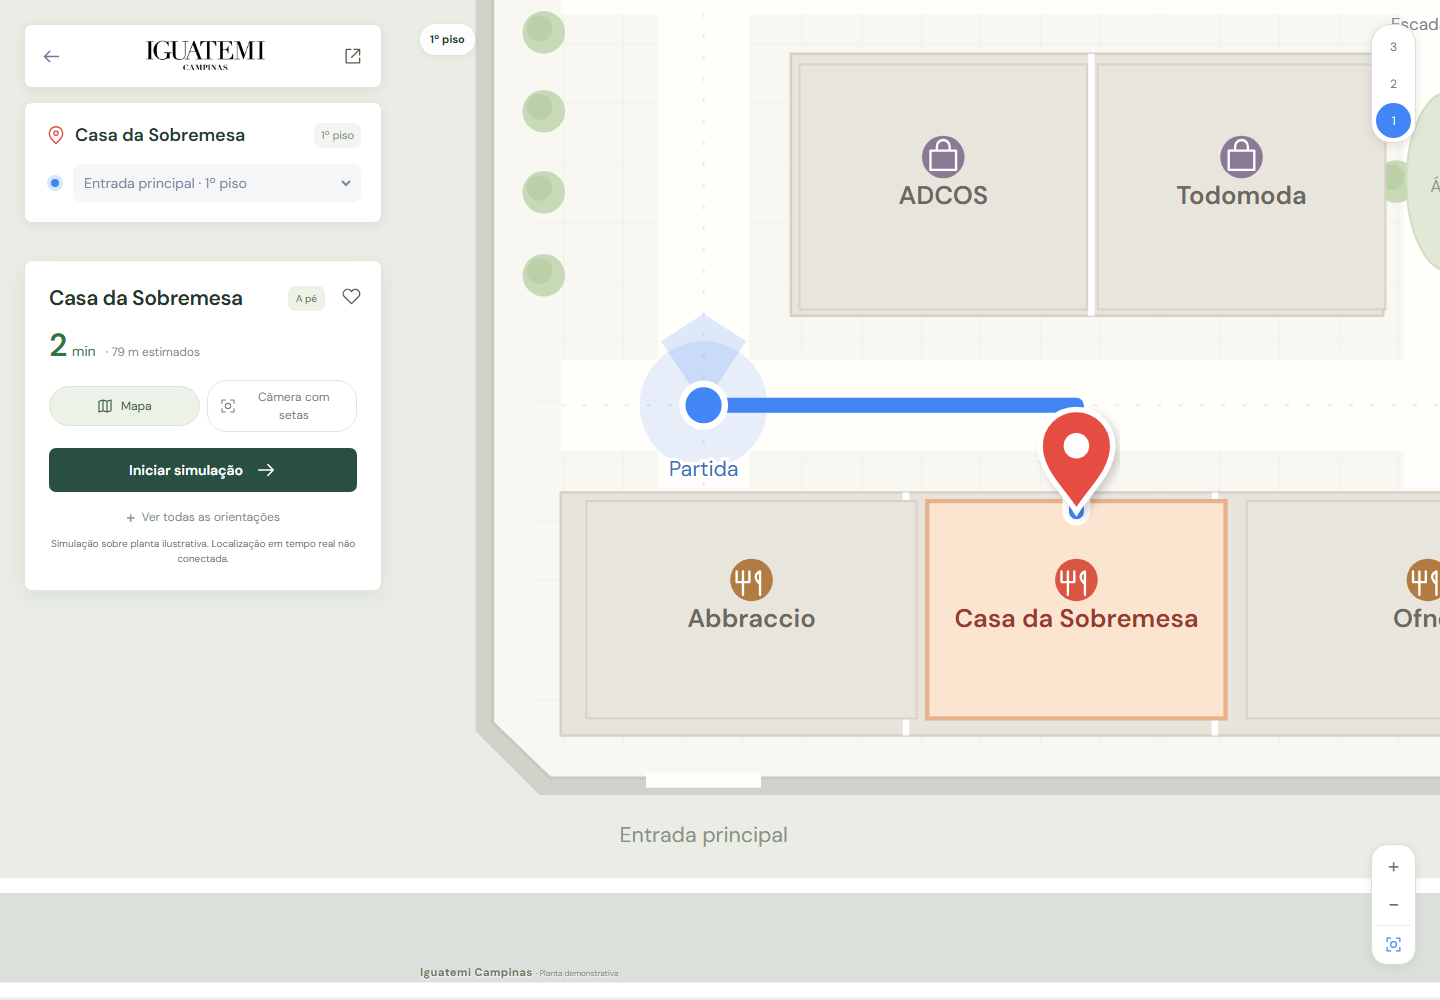 IGUATEMI
CAMPINAS
Casa da Sobremesa
1º piso
Entrada principal · 1º piso
Casa da Sobremesa
A pé
2 min · 79 m estimados
Mapa
Câmera com
setas
Iniciar simulação
Ver todas as orientações
Simulação sobre planta ilustrativa. Localização em tempo real não
conectada.
1º piso
Escad
3
2
1
ADCOS
Todomoda
Á
Partida
Abbraccio
Casa da Sobremesa
Ofn
Entrada principal
+
−
Iguatemi Campinas · Planta demonstrativa